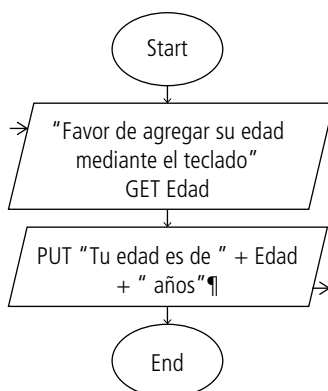 Start
“Favor de agregar su edad
mediante el teclado”
GET Edad
PUT “Tu edad es de ” + Edad
+ “ años”¶
End